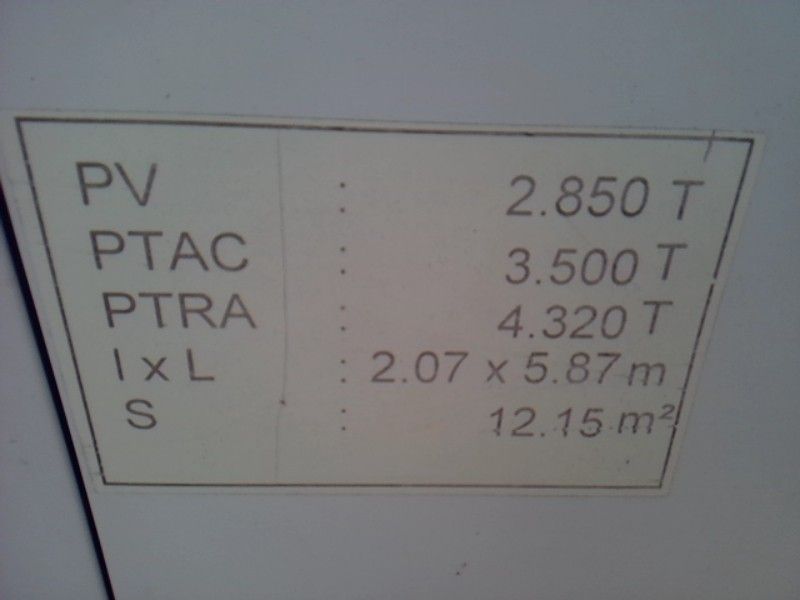 PV : 2.850 T
PTAC : 3.500 T
PTRA : 4.320 T
l x L : 2.07 x 5.87 m
S : 12.15 m²